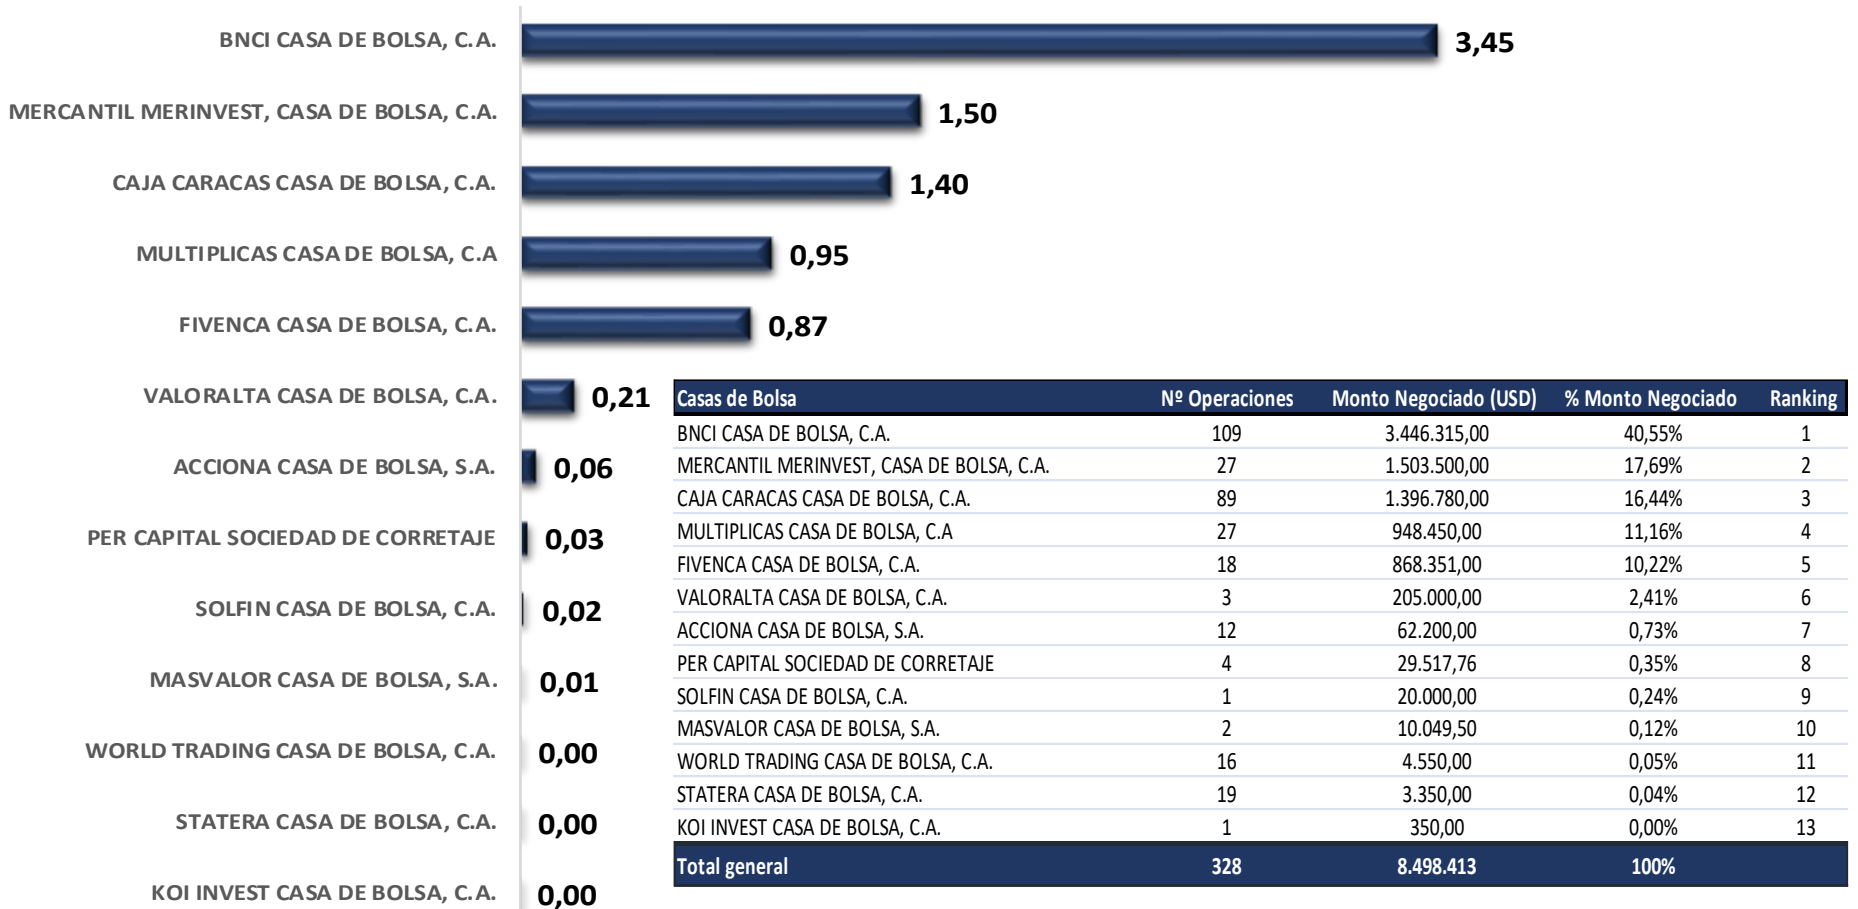 BNCI CASA DE BOLSA, C.A. 3,45
MERCANTIL MERINVEST, CASA DE BOLSA, C.A. 1,50
CAJA CARACAS CASA DE BOLSA, C.A. 1,40
MULTIPLICAS CASA DE BOLSA, C.A 0,95
FIVENCA CASA DE BOLSA, C.A. 0,87
VALORALTA CASA DE BOLSA, C.A. 0,21
ACCIONA CASA DE BOLSA, S.A. 0,06
PER CAPITAL SOCIEDAD DE CORRETAJE 0,03
SOLFIN CASA DE BOLSA, C.A. 0,02
MASVALOR CASA DE BOLSA, S.A. 0,01
WORLD TRADING CASA DE BOLSA, C.A. 0,00
STATERA CASA DE BOLSA, C.A. 0,00
KOI INVEST CASA DE BOLSA, C.A. 0,00
Casas de Bolsa Nº Operaciones Monto Negociado (USD) % Monto Negociado Ranking
BNCI CASA DE BOLSA, C.A. 109 3.446.315,00 40,55% 1
MERCANTIL MERINVEST, CASA DE BOLSA, C.A. 27 1.503.500,00 17,69% 2
CAJA CARACAS CASA DE BOLSA, C.A. 89 1.396.780,00 16,44% 3
MULTIPLICAS CASA DE BOLSA, C.A 27 948.450,00 11,16% 4
FIVENCA CASA DE BOLSA, C.A. 18 868.351,00 10,22% 5
VALORALTA CASA DE BOLSA, C.A. 3 205.000,00 2,41% 6
ACCIONA CASA DE BOLSA, S.A. 12 62.200,00 0,73% 7
PER CAPITAL SOCIEDAD DE CORRETAJE 4 29.517,76 0,35% 8
SOLFIN CASA DE BOLSA, C.A. 1 20.000,00 0,24% 9
MASVALOR CASA DE BOLSA, S.A. 2 10.049,50 0,12% 10
WORLD TRADING CASA DE BOLSA, C.A. 16 4.550,00 0,05% 11
STATERA CASA DE BOLSA, C.A. 19 3.350,00 0,04% 12
KOI INVEST CASA DE BOLSA, C.A. 1 350,00 0,00% 13
Total general 328 8.498.413 100%